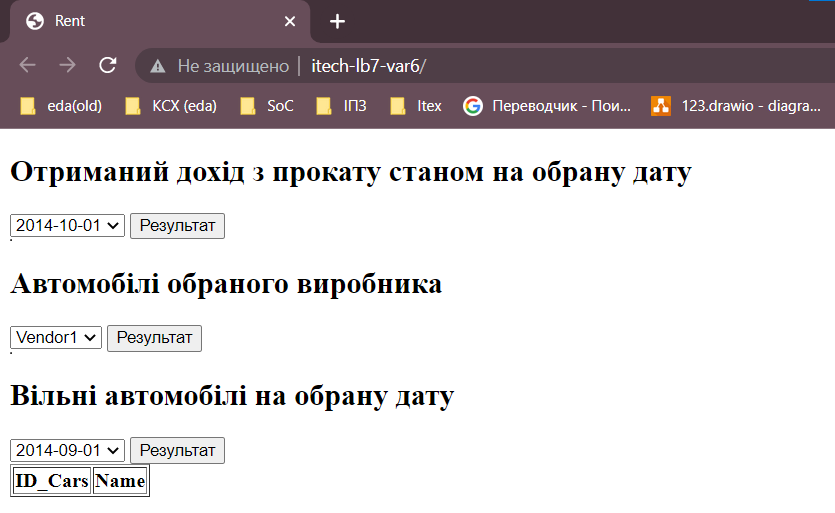 Rent
Не защищено | itech-lb7-var6/
eda(old) КСХ (eda) SoC ІПЗ Itex Переводчик - Пои... 123.drawio - diagra...
Отриманий дохід з прокату станом на обрану дату
2014-10-01 Результат
Автомобілі обраного виробника
Vendor1 Результат
Вільні автомобілі на обрану дату
2014-09-01 Результат
ID_Cars Name